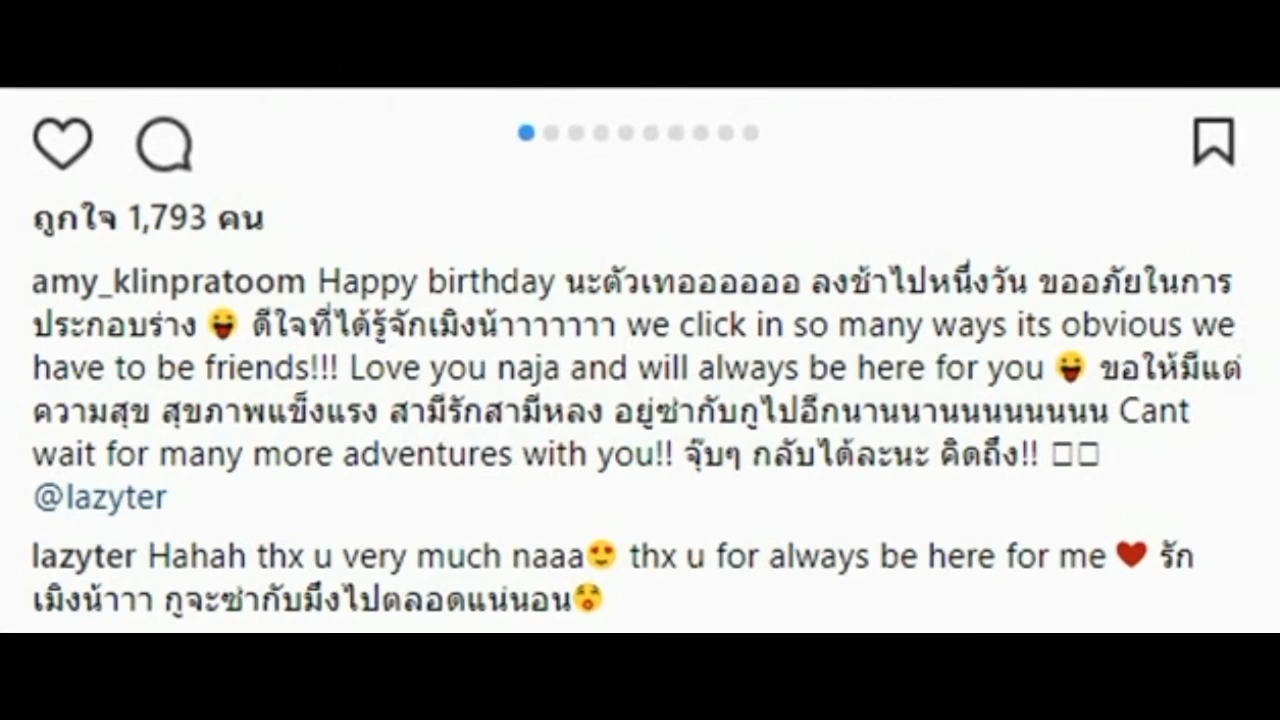 ถูกใจ 1,793 คน
amy_klinpratoom Happy birthday นะตัวเทอออออออ ลงช้าไปหนึ่งวัน ขออภัยในการ
ประกอบร่าง 😝 ดีใจที่ได้รู้จักเมิงน้าาาาาาา we click in so many ways its obvious we
have to be friends!!! Love you naja and will always be here for you 😝 ขอให้มีแต่
ความสุข สุขภาพแข็งแรง สามีรักสามีหลง อยู่ซ่ากับกูไปอีกนานนานนนนนนนน Cant
wait for many more adventures with you!! จุ๊บๆ กลับได้ละนะ คิดถึง!! □□
@lazyter
lazyter Hahah thx u very much naaa😍 thx u for always be here for me ❤ รัก
เมิงน้าาา กูจะซ่ากับมึงไปตลอดแน่นอน😲